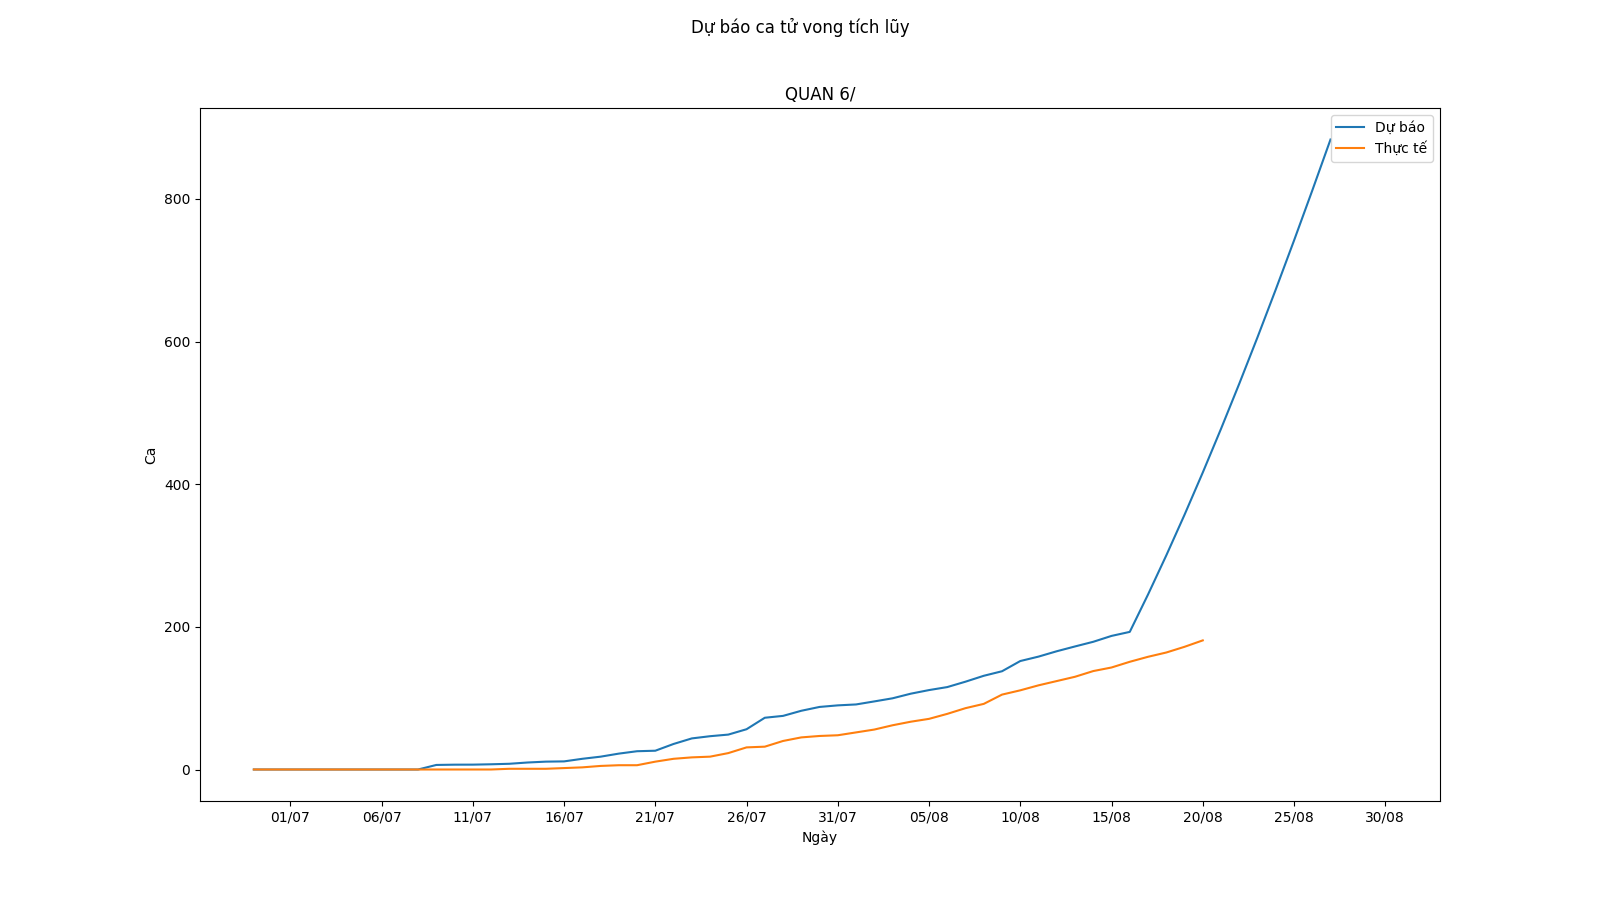 Dự báo ca tử vong tích lũy
QUAN 6/
Dự báo
Thực tế
800
600
400
200
0
Ca
01/07 06/07 11/07 16/07 21/07 26/07 31/07 05/08 10/08 15/08 20/08 25/08 30/08
Ngày